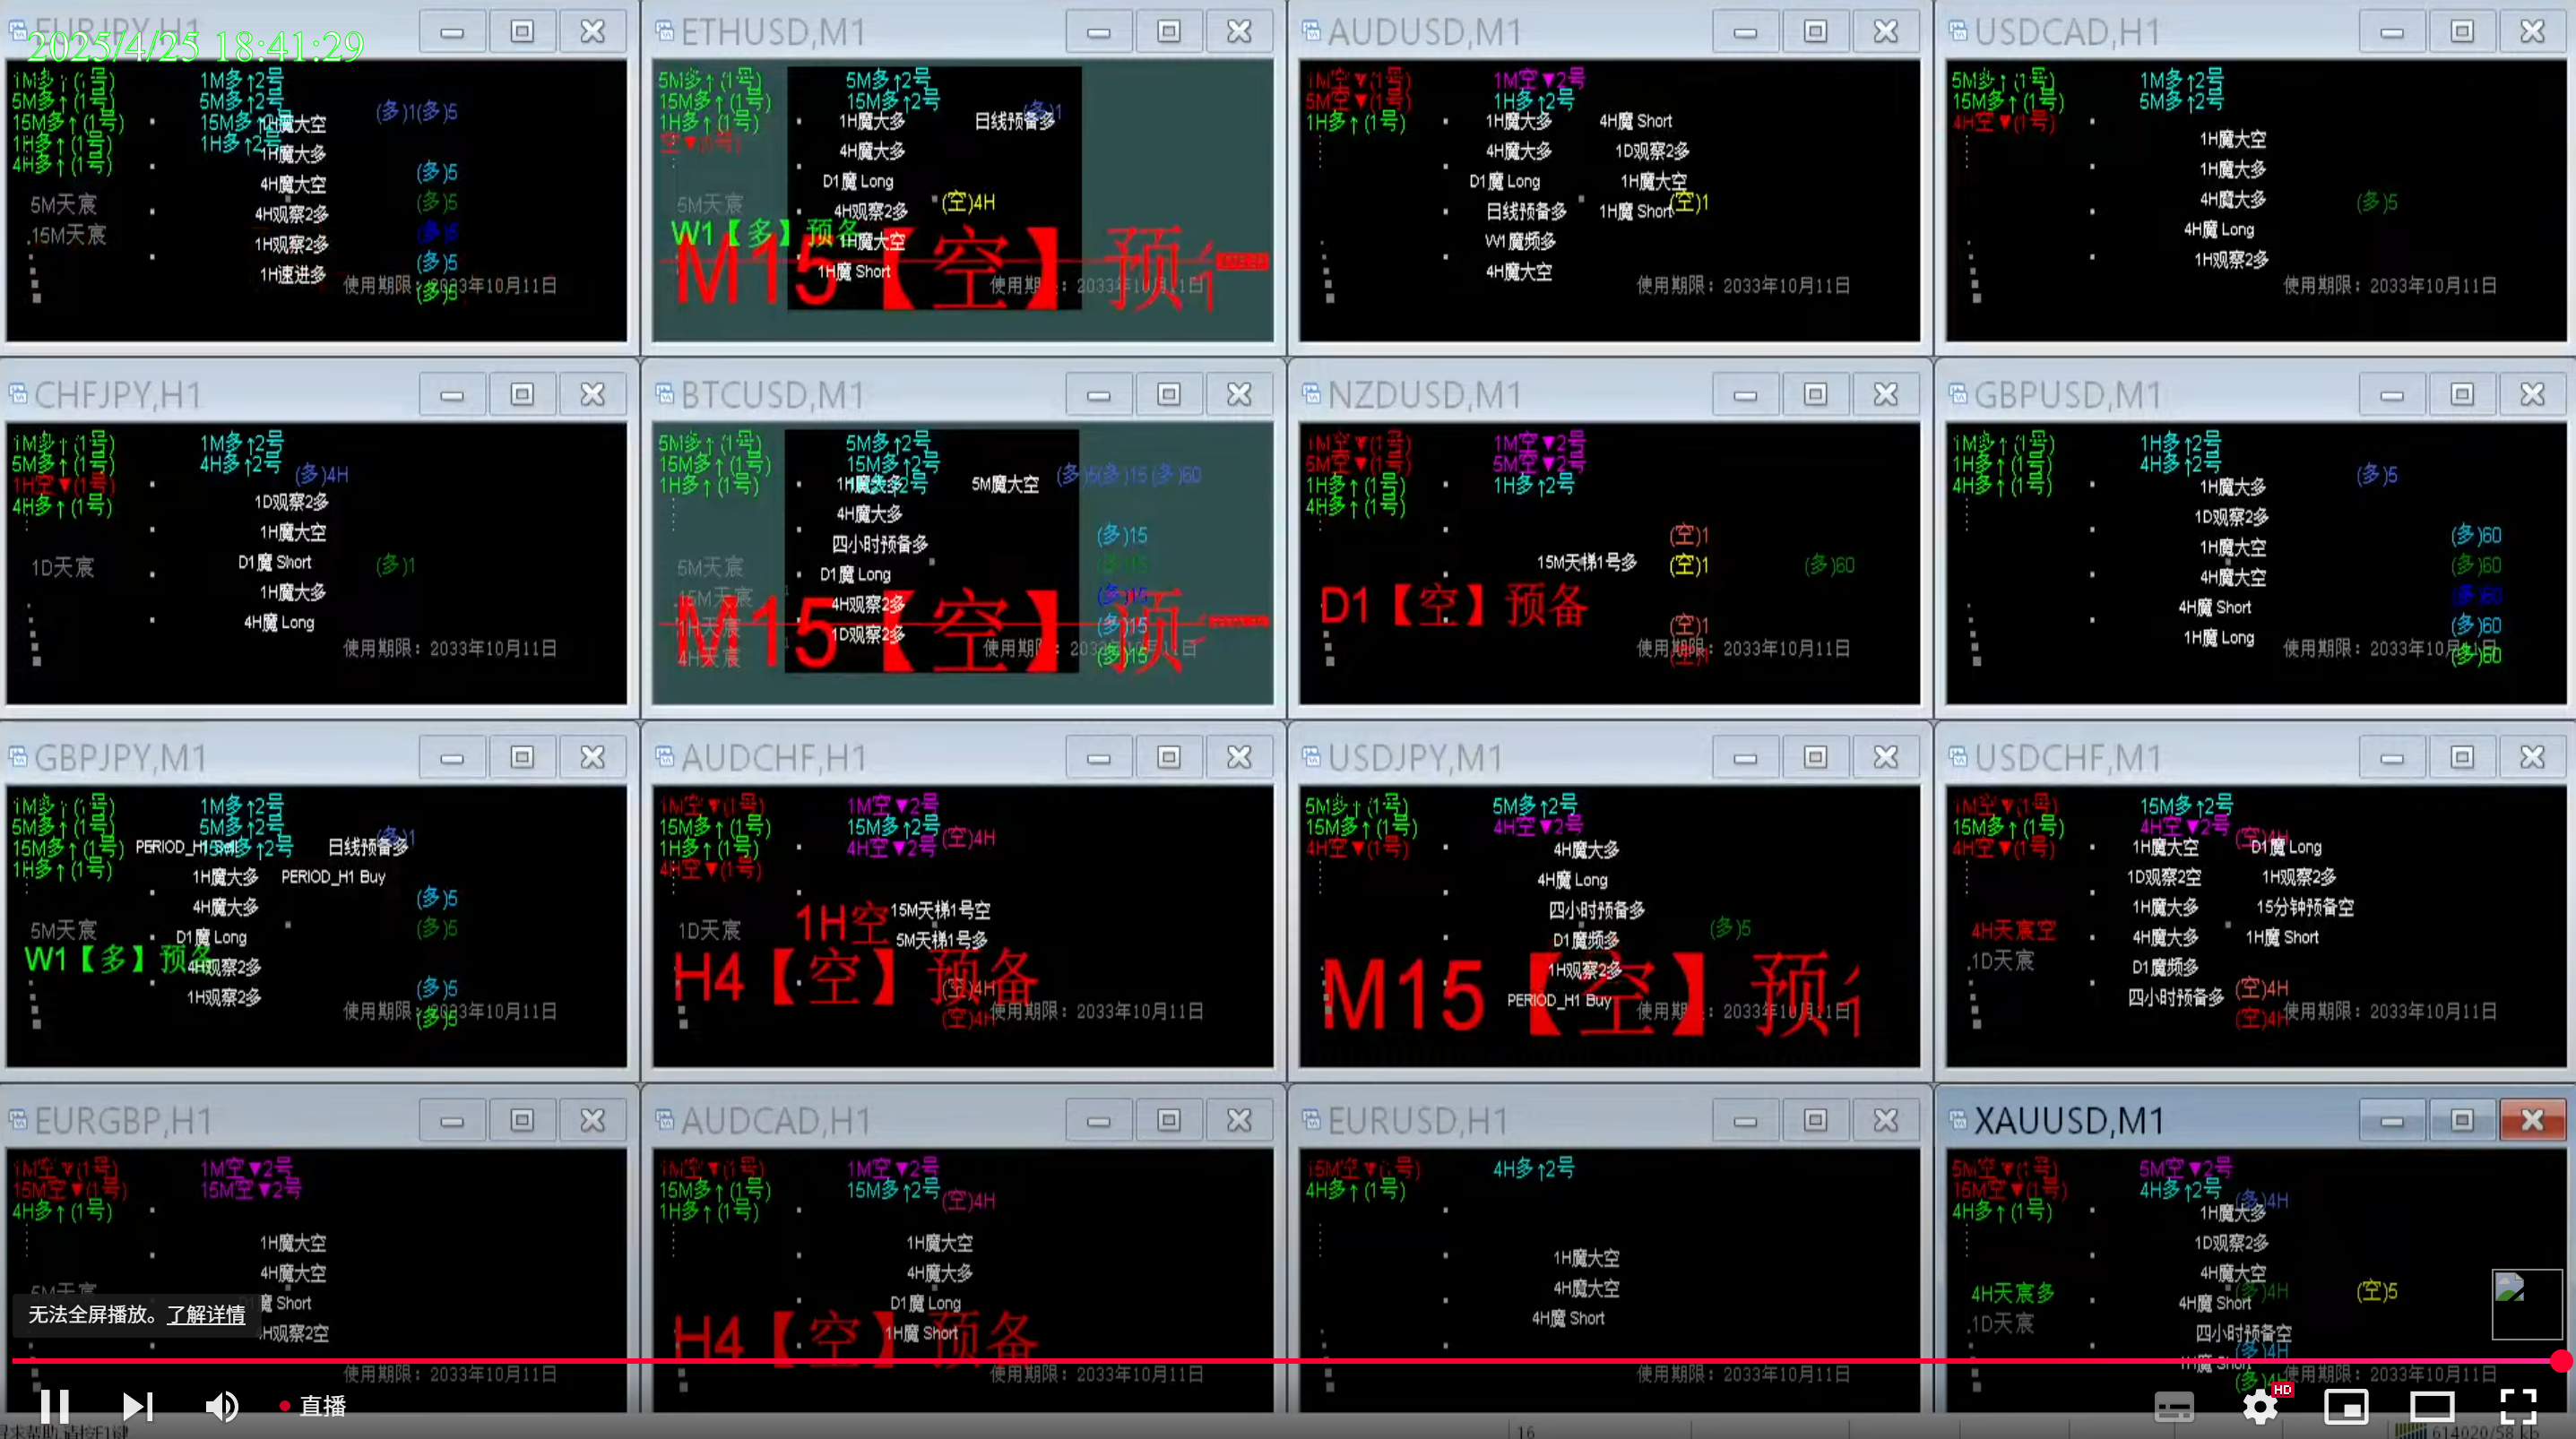 EURJPY,H1
2025/4/25 18:41:29
1M多↑(1号) 1M多↑2号
5M多↑(1号) 5M多↑2号 (多)1(多)5
15M多↑(1号) 15M多↑2号 1H魔大空
1H多↑(1号) 1H多↑2号 1H魔大多
4H多↑(1号) (多)5
4H魔大空
5M天宸 (多)5
4H观察2多
.15M天宸 (多)5
1H观察2多
(多)5
1H速进多
使用期限：2033年10月11日
(多)5
ETHUSD,M1
5M多↑(1号) 5M多↑2号
15M多↑(1号) 15M多↑2号 (多)1
1H多↑(1号) 1H魔大多 日线预备多
空▼(1号) 4H魔大多
D1魔 Long
5M天宸 4H观察2多 (空)4H
W1【多】预备
1H魔大空
M15【空】预
1H魔 Short
AUDUSD,M1
1M空▼(1号) 1M空▼2号
5M空▼(1号) 1H多↑2号
1H多↑(1号) 1H魔大多 4H魔 Short
4H魔大多 1D观察2多
D1魔 Long 1H魔大空
日线预备多 1H魔 Short (空)1
W1魔频多
4H魔大空
使用期限：2033年10月11日
USDCAD,H1
5M多↑(1号) 1M多↑2号
15M多↑(1号) 5M多↑2号
4H空▼(1号)
1H魔大空
1H魔大多
4H魔大多 (多)5
4H魔 Long
1H观察2多
使用期限：2033年10月11日
CHFJPY,H1
1M多↑(1号) 1M多↑2号
5M多↑(1号) 4H多↑2号 (多)4H
1H空▼(1号)
4H多↑(1号) 1D观察2多
1H魔大空
1D天宸 D1魔 Short (多)1
1H魔大多
4H魔 Long
使用期限：2033年10月11日
BTCUSD,M1
5M多↑(1号) 5M多↑2号
15M多↑(1号) 15M多↑2号 (多)5(多)15 (多)60
1H多↑(1号) 1H魔大多 5M魔大空
4H魔大多
四小时预备多 (多)15
5M天宸 D1魔 Long (多)15
15M天宸 4H观察2多 (多)15
1H天宸 1D观察2多 (多)15
M15【空】预
4H天宸 (多)15
NZDUSD,M1
1M空▼(1号) 1M空▼2号
5M空▼(1号) 5M空▼2号
1H多↑(1号) 1H多↑2号
4H多↑(1号)
(空)1
15M天梯1号多 (空)1 (多)60
D1【空】预备
(空)1
使用期限：2033年10月11日
GBPUSD,M1
1M多↑(1号) 1H多↑2号
1H多↑(1号) 4H多↑2号 (多)5
4H多↑(1号) 1H魔大多
1D观察2多
1H魔大空 (多)60
4H魔大空 (多)60
4H魔 Short (多)60
1H魔 Long (多)60
使用期限：2033年10月11日
(多)60
GBPJPY,M1
1M多↑(1号) 1M多↑2号
5M多↑(1号) 5M多↑2号 (多)1
15M多↑(1号) 15M多↑2号 日线预备多
1H多↑(1号) 1H魔大多 PERIOD_H1 Buy
4H魔大多 (多)5
5M天宸 D1魔 Long (多)5
W1【多】预备
4H观察2多
1H观察2多 (多)5
使用期限：2033年10月11日
(多)5
AUDCHF,H1
1M空▼(1号) 1M空▼2号
15M多↑(1号) 15M多↑2号 (空)4H
1H多↑(1号) 4H空▼2号
4H空▼(1号)
1H空 15M天梯1号空
1D天宸 5M天梯1号多
H4【空】预备
(空)4H
使用期限：2033年10月11日
(空)4H
USDJPY,M1
5M多↑(1号) 5M多↑2号
15M多↑(1号) 4H空▼2号
4H空▼(1号) 4H魔大多
4H魔 Long
四小时预备多
D1魔频多 (多)5
1H观察2多
M15【空】预
PERIOD_H1 Buy
使用期限：2033年10月11日
USDCHF,M1
1M空▼(1号) 15M多↑2号
15M多↑(1号) 4H空▼2号 (空)4H
4H空▼(1号) 1H魔大空 D1魔 Long
1D观察2空 1H观察2多
1H魔大多 15分钟预备空
4H天宸空 4H魔大多 1H魔 Short
.1D天宸 D1魔频多
四小时预备多 (空)4H
使用期限：2033年10月11日
(空)4H
EURGBP,H1
1M空▼(1号) 1M空▼2号
15M空▼(1号) 15M空▼2号
4H多↑(1号)
1H魔大空
4H魔大空
5M天宸
魔 Short
4H观察2空
无法全屏播放。了解详情
使用期限：2033年10月11日
AUDCAD,H1
1M空▼(1号) 1M空▼2号
15M多↑(1号) 15M多↑2号 (空)4H
1H多↑(1号)
1H魔大空
4H魔大多
D1魔 Long
H4【空】预备
1H魔 Short
使用期限：2033年10月11日
EURUSD,H1
15M空▼(1号) 4H多↑2号
4H多↑(1号)
1H魔大空
4H魔大空
4H魔 Short
使用期限：2033年10月11日
XAUUSD,M1
5M空▼(1号) 5M空▼2号
15M空▼(1号) 4H多↑2号 (多)4H
4H多↑(1号) 1H魔大多
1D观察2多
4H魔大空
4H天宸多 4H魔 Short (多)4H (空)5
.1D天宸 四小时预备空
(多)4H
1H魔 Short
使用期限：2033年10月11日
直播
HD
16
614020/58 kb